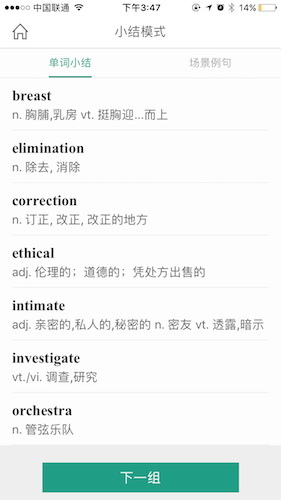 中国联通 下午3:47 14%
小结模式
单词小结 场景例句
breast
n. 胸脯,乳房 vt. 挺胸迎...而上
elimination
n. 除去, 消除
correction
n. 订正, 改正, 改正的地方
ethical
adj. 伦理的；道德的；凭处方出售的
intimate
adj. 亲密的,私人的,秘密的 n. 密友 vt. 透露,暗示
investigate
vt./vi. 调查,研究
orchestra
n. 管弦乐队
下一组